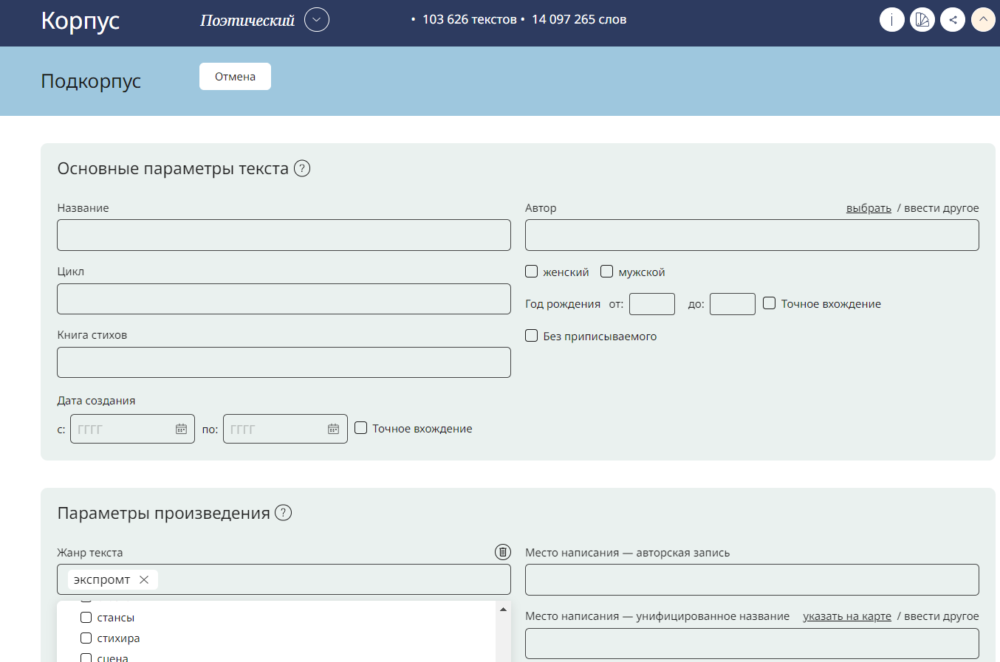 Корпус
Поэтический
• 103 626 текстов • 14 097 265 слов
Подкорпус
Отмена
Основные параметры текста ?
Название
Автор
выбрать / ввести другое
Цикл
женский мужской
Год рождения от: до: Точное вхождение
Книга стихов
Без приписываемого
Дата создания
с: ГГГГ по: ГГГГ Точное вхождение
Параметры произведения ?
Жанр текста
Место написания — авторская запись
экспромт
Место написания — унифицированное название указать на карте / ввести другое
стансы
стихира
сцена